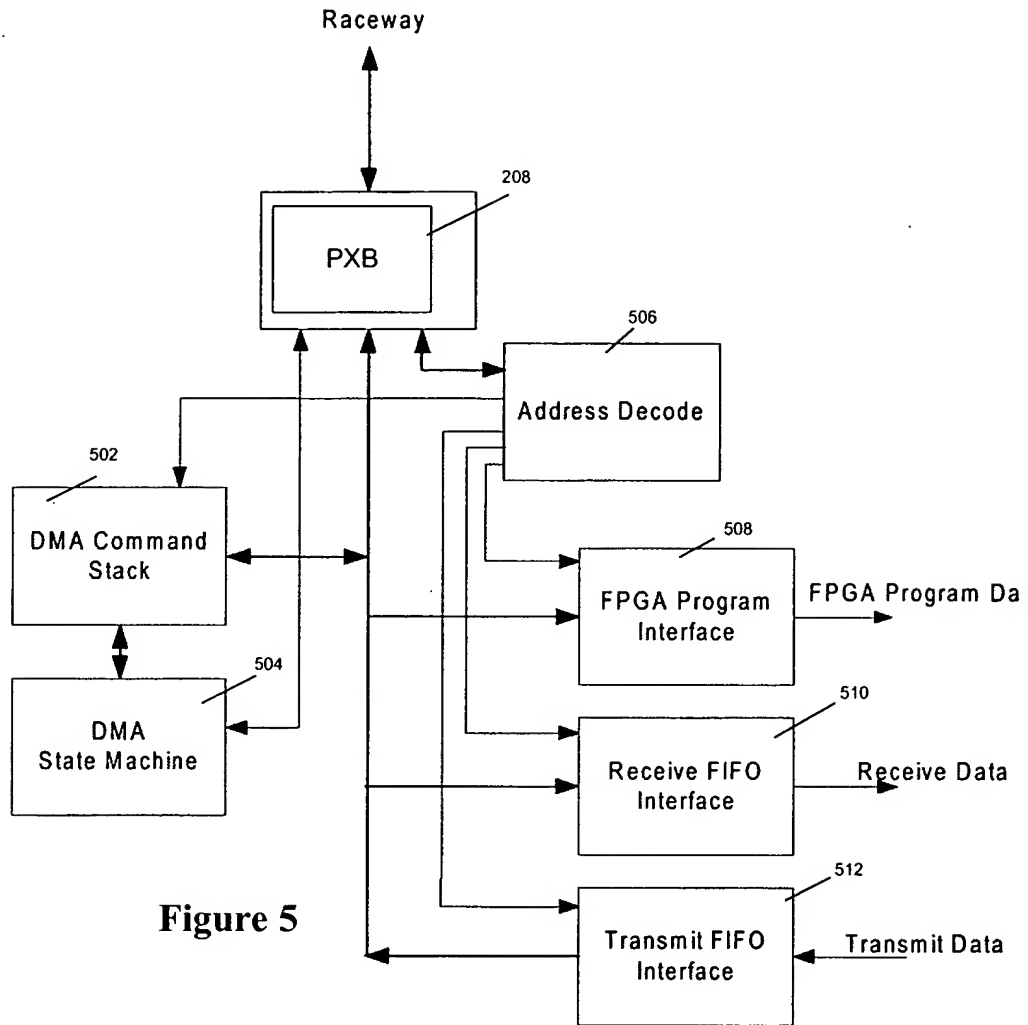 Raceway
208
PXB
506
Address Decode
502
DMA Command
Stack
508
FPGA Program
Interface
FPGA Program Da
504
DMA
State Machine
510
Receive FIFO
Interface
Receive Data
512
Transmit FIFO
Interface
Transmit Data
Figure 5